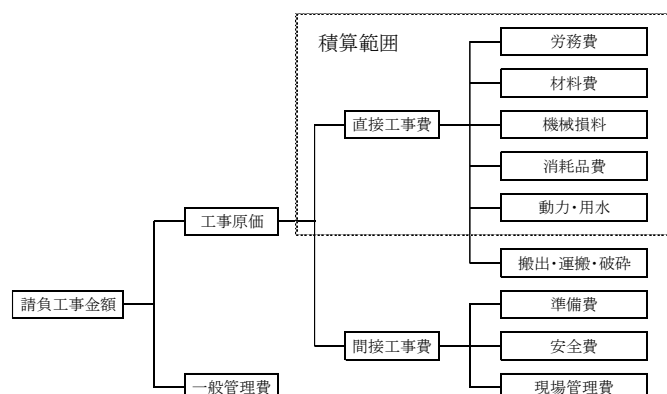 積算範囲
労務費
材料費
直接工事費
機械損料
消耗品費
工事原価
動力・用水
搬出・運搬・破砕
請負工事金額
準備費
間接工事費
安全費
一般管理費
現場管理費